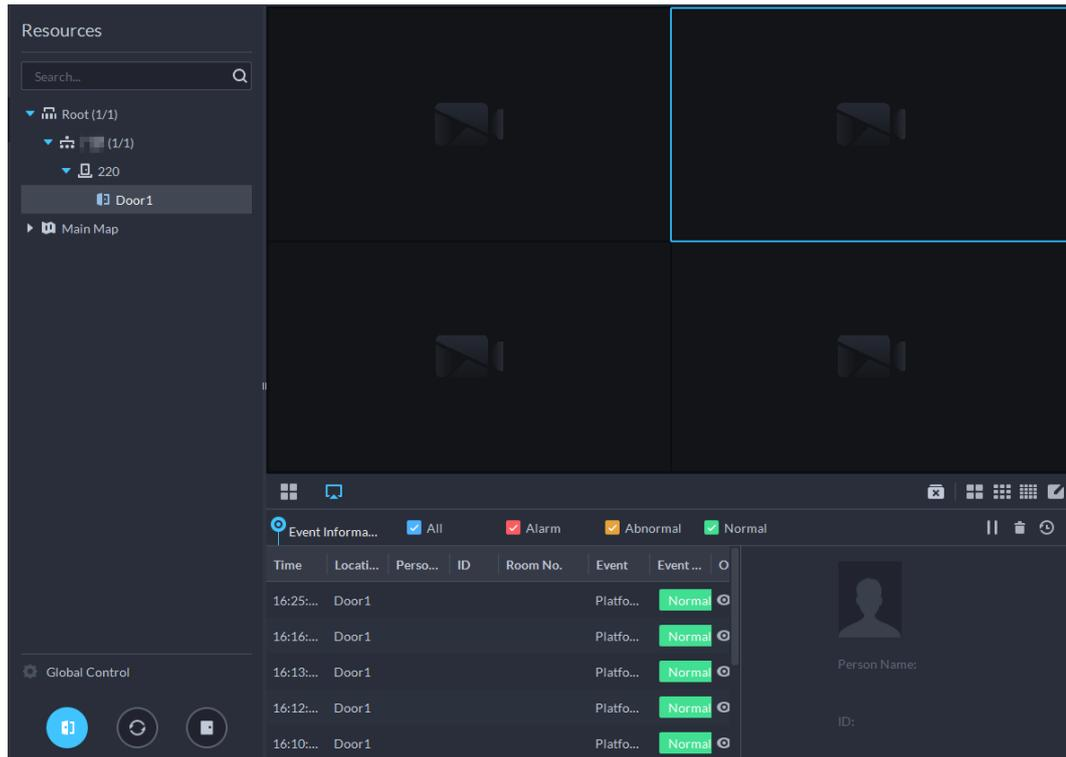 Resources
Search...
Root (1/1)
(1/1)
220
Door1
Main Map
Global Control
Event Informa... All Alarm Abnormal Normal
Time Locati... Perso... ID Room No. Event Event ... O
16:25:... Door1 Platfo... Normal
16:16:... Door1 Platfo... Normal
16:13:... Door1 Platfo... Normal
16:12:... Door1 Platfo... Normal
16:10:... Door1 Platfo... Normal
Person Name:
ID: